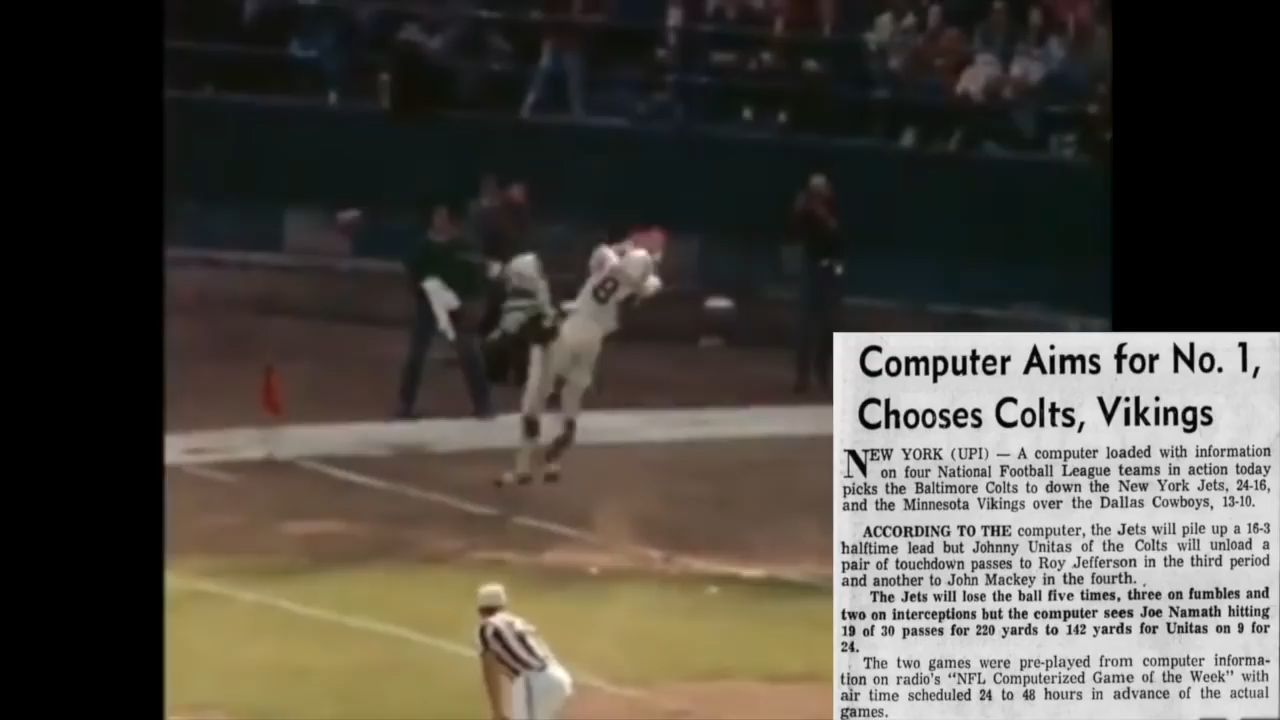 8
Computer Aims for No. 1,
Chooses Colts, Vikings
NEW YORK (UPI) — A computer loaded with information
on four National Football League teams in action today
picks the Baltimore Colts to down the New York Jets, 24-16,
and the Minnesota Vikings over the Dallas Cowboys, 13-10.
ACCORDING TO THE computer, the Jets will pile up a 16-3
halftime lead but Johnny Unitas of the Colts will unload a
pair of touchdown passes to Roy Jefferson in the third period
and another to John Mackey in the fourth.
The Jets will lose the ball five times, three on fumbles and
two on interceptions but the computer sees Joe Namath hitting
19 of 30 passes for 220 yards to 142 yards for Unitas on 9 for
24.
The two games were pre-played from computer informa-
tion on radio's "NFL Computerized Game of the Week" with
air time scheduled 24 to 48 hours in advance of the actual
games.